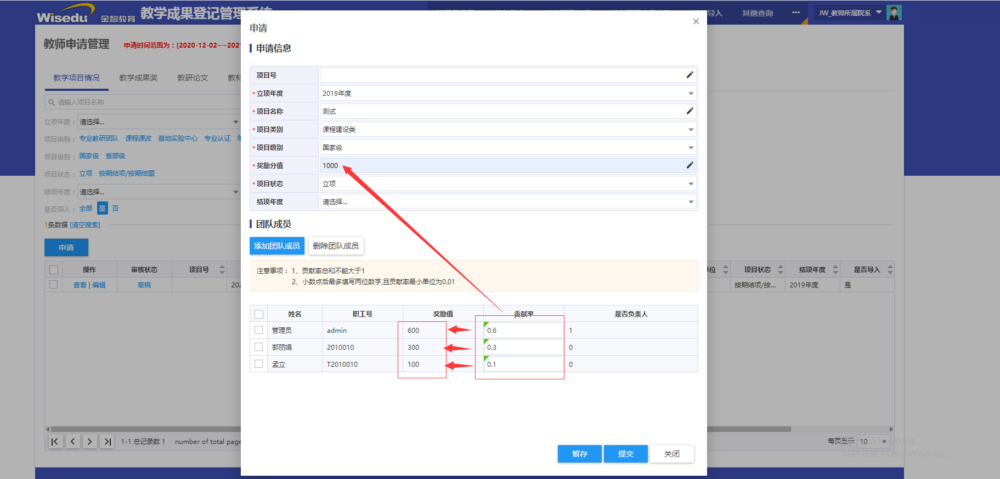 Wisedu 金智教育 教学成果登记管理系统
导入 其他查询 ••• JW_教师所属院系
教师申请管理 申请时间范围为：[2020-12-02~~2021
教学项目情况 教学成果奖 教研论文 教材
请输入项目名称
立项年度： 请选择...
项目类别： 专业教研团队 课程课改 基地实验中心 专业认证
项目级别： 国家级 省部级
项目状态： 立项 按期结项/按期结题
结项年度： 请选择...
是否导入： 全部 是 否
1条数据 [清空搜索]
申请
操作 审核状态 项目号
查看 | 编辑 草稿 202
位 项目状态 结项年度 是否导入
按期结项/按... 2019年度 是
1-1 总记录数 1 number of total page
每页显示 10
申请
申请信息
项目号
*立项年度 2019年度
*项目名称 测试
*项目类别 课程建设类
*项目级别 国家级
*奖励分值 1000
*项目状态 立项
结项年度 请选择...
团队成员
添加团队成员 删除团队成员
注意事项： 1、贡献率总和不能大于1
2、小数点后最多填写两位数字,且贡献率最小单位为0.01
姓名 职工号 奖励值 贡献率 是否负责人
管理员 admin 600 0.6 1
郭丽娟 2010010 300 0.3 0
孟立 T2010010 100 0.1 0
暂存 提交 关闭